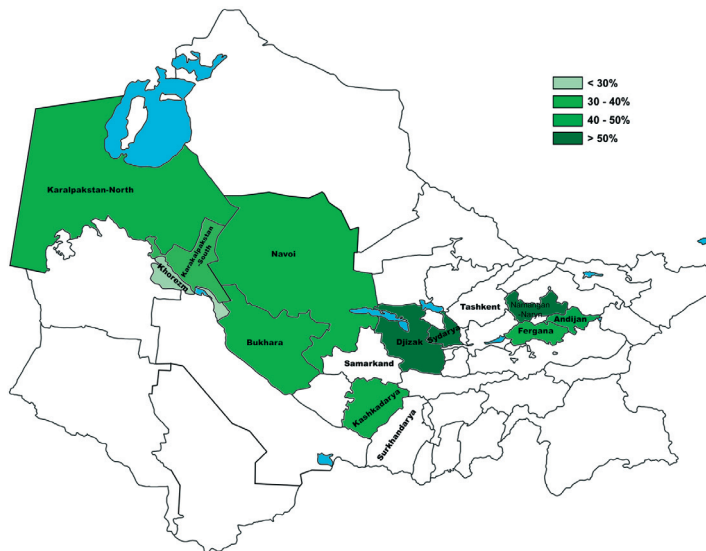 < 30%
30 - 40%
40 - 50%
> 50%
Karalpakstan-North
Karakalpakstan
-South
Khorezm
Navoi
Bukhara
Tashkent
Namangan
-Naryn
Andijan
Fergana
Djizak
Sydarya
Samarkand
Kashkadarya
Surkhandarya